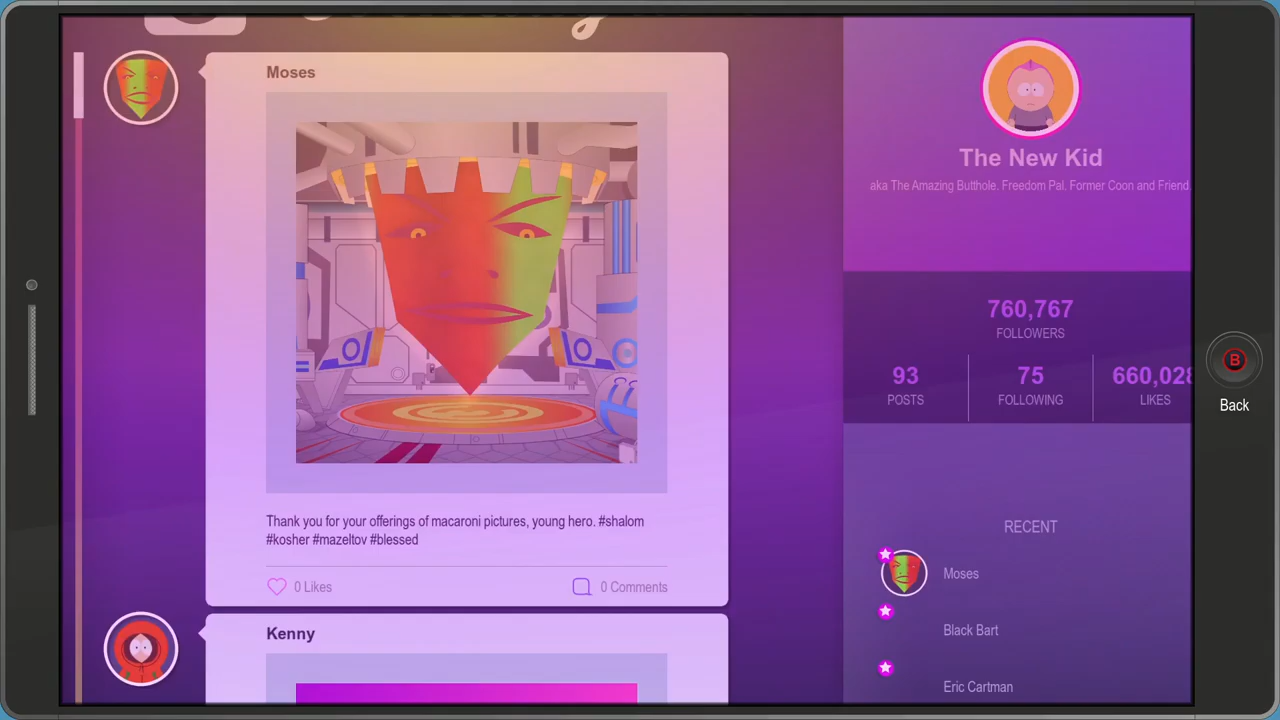 Moses
Thank you for your offerings of macaroni pictures, young hero. #shalom
#kosher #mazeltov #blessed
0 Likes
0 Comments
Kenny
The New Kid
aka The Amazing Butthole. Freedom Pal. Former Coon and Friend.
760,767
FOLLOWERS
93
POSTS
75
FOLLOWING
660,028
LIKES
RECENT
Moses
Black Bart
Eric Cartman
B
Back